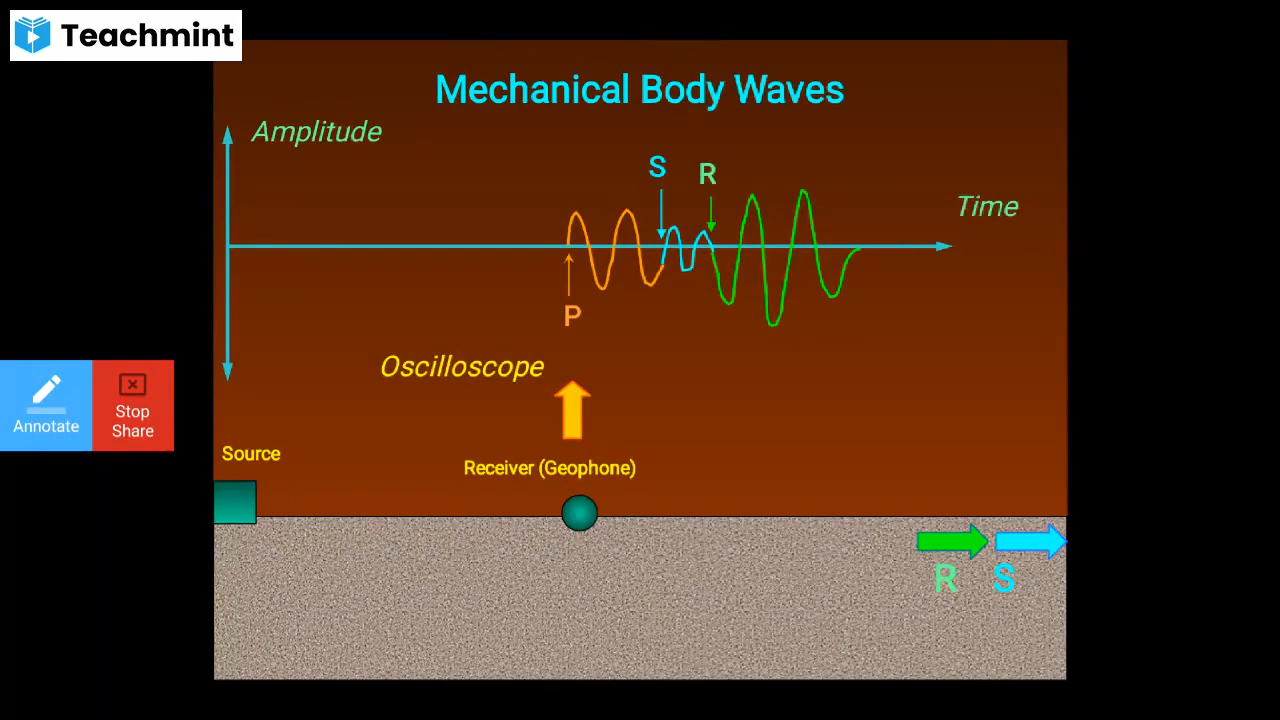 Teachmint
Mechanical Body Waves
Amplitude
S
R
Time
P
Oscilloscope
Annotate
Stop
Share
Source
Receiver (Geophone)
R
S